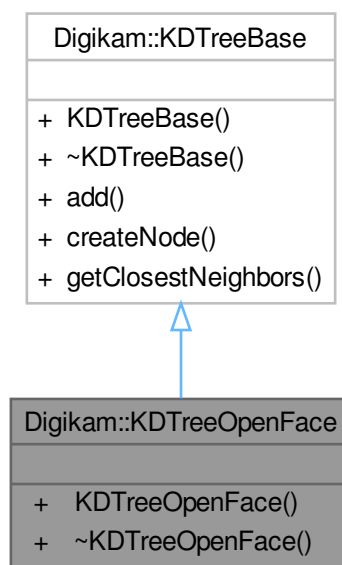 Digikam::KDTreeBase
+ KDTreeBase()
+ ~KDTreeBase()
+ add()
+ createNode()
+ getClosestNeighbors()
Digikam::KDTreeOpenFace
+ KDTreeOpenFace()
+ ~KDTreeOpenFace()